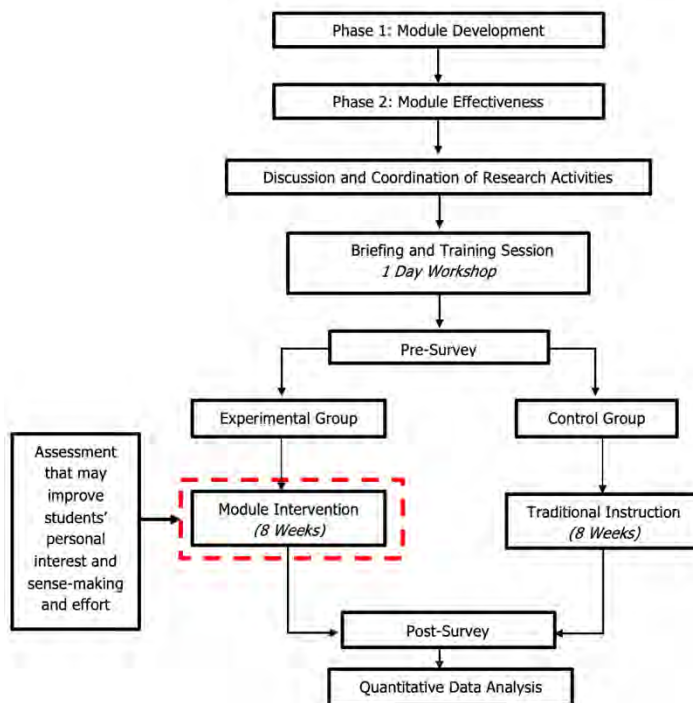 Phase 1: Module Development
Phase 2: Module Effectiveness
Discussion and Coordination of Research Activities
Briefing and Training Session
1 Day Workshop
Pre-Survey
Experimental Group
Control Group
Assessment
that may
improve
students’
personal
interest and
sense-making
and effort
Module Intervention
(8 Weeks)
Traditional Instruction
(8 Weeks)
Post-Survey
Quantitative Data Analysis